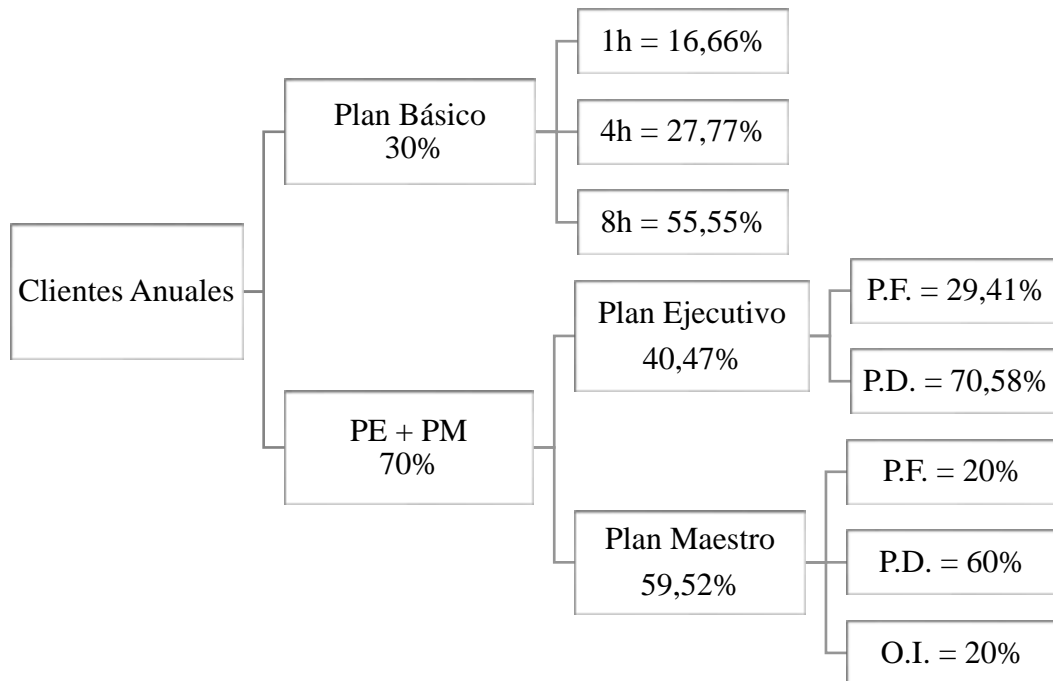 Clientes Anuales
Plan Básico
30%
1h = 16,66%
4h = 27,77%
8h = 55,55%
PE + PM
70%
Plan Ejecutivo
40,47%
P.F. = 29,41%
P.D. = 70,58%
Plan Maestro
59,52%
P.F. = 20%
P.D. = 60%
O.I. = 20%